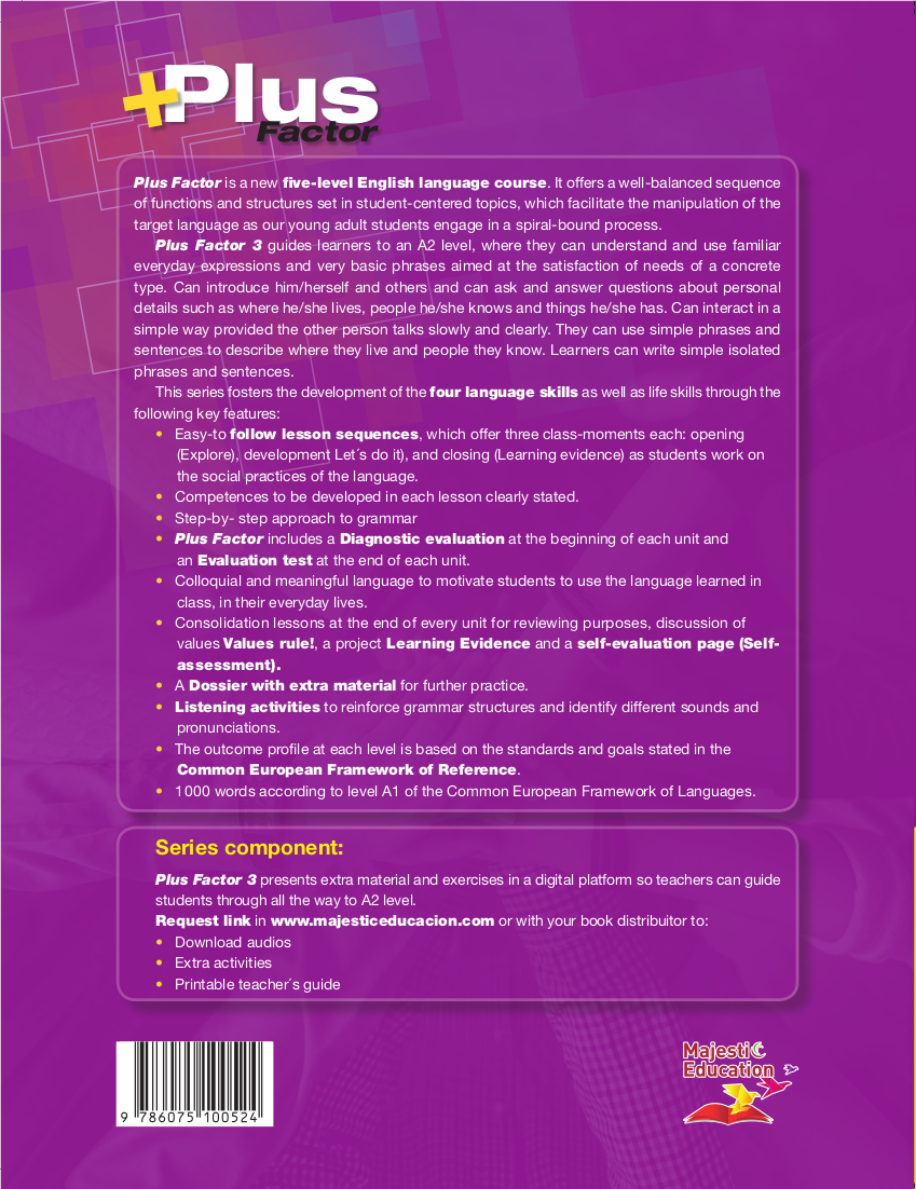 +Plus
Factor
Plus Factor is a new five-level English language course. It offers a well-balanced sequence
of functions and structures set in student-centered topics, which facilitate the manipulation of the
target language as our young adult students engage in a spiral-bound process.
Plus Factor 3 guides learners to an A2 level, where they can understand and use familiar
everyday expressions and very basic phrases aimed at the satisfaction of needs of a concrete
type. Can introduce him/herself and others and can ask and answer questions about personal
details such as where he/she lives, people he/she knows and things he/she has. Can interact in a
simple way provided the other person talks slowly and clearly. They can use simple phrases and
sentences to describe where they live and people they know. Learners can write simple isolated
phrases and sentences.
This series fosters the development of the four language skills as well as life skills through the
following key features:
• Easy-to follow lesson sequences, which offer three class-moments each: opening
(Explore), development Let´s do it), and closing (Learning evidence) as students work on
the social practices of the language.
• Competences to be developed in each lesson clearly stated.
• Step-by- step approach to grammar
• Plus Factor includes a Diagnostic evaluation at the beginning of each unit and
an Evaluation test at the end of each unit.
• Colloquial and meaningful language to motivate students to use the language learned in
class, in their everyday lives.
• Consolidation lessons at the end of every unit for reviewing purposes, discussion of
values Values rule!, a project Learning Evidence and a self-evaluation page (Self-
assessment).
• A Dossier with extra material for further practice.
• Listening activities to reinforce grammar structures and identify different sounds and
pronunciations.
• The outcome profile at each level is based on the standards and goals stated in the
Common European Framework of Reference.
• 1000 words according to level A1 of the Common European Framework of Languages.
Series component:
Plus Factor 3 presents extra material and exercises in a digital platform so teachers can guide
students through all the way to A2 level.
Request link in www.majesticeducacion.com or with your book distribuitor to:
• Download audios
• Extra activities
• Printable teacher´s guide
9 786075 100524
Majestic
Education